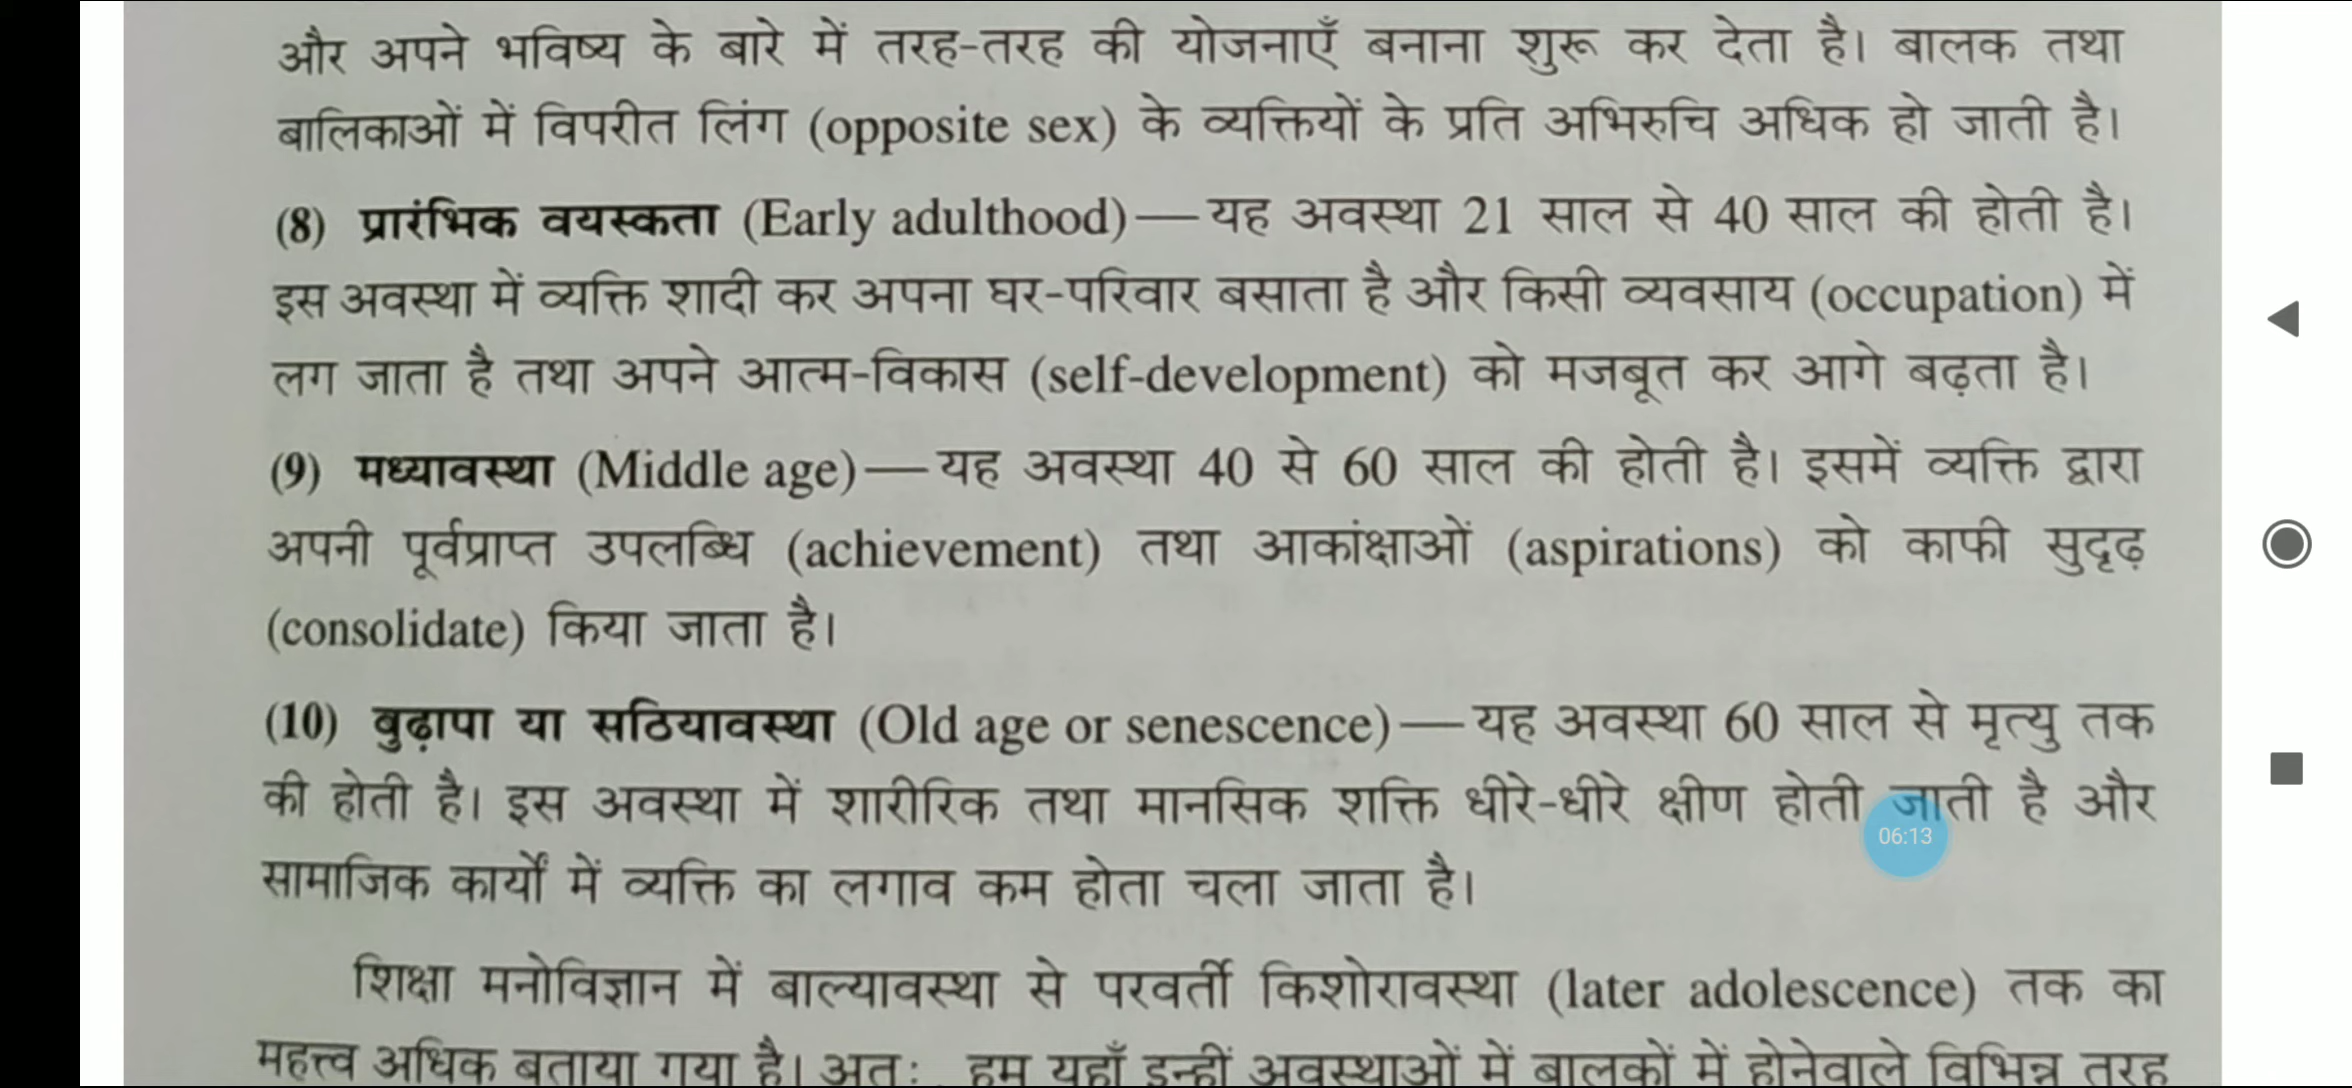 और अपने भविष्य के बारे में तरह-तरह की योजनाएँ बनाना शुरू कर देता है। बालक तथा
बालिकाओं में विपरीत लिंग (opposite sex) के व्यक्तियों के प्रति अभिरुचि अधिक हो जाती है।
(8) प्रारंभिक वयस्कता (Early adulthood)—यह अवस्था 21 साल से 40 साल की होती है।
इस अवस्था में व्यक्ति शादी कर अपना घर-परिवार बसाता है और किसी व्यवसाय (occupation) में
लग जाता है तथा अपने आत्म-विकास (self-development) को मजबूत कर आगे बढ़ता है।
(9) मध्यावस्था (Middle age)—यह अवस्था 40 से 60 साल की होती है। इसमें व्यक्ति द्वारा
अपनी पूर्वप्राप्त उपलब्धि (achievement) तथा आकांक्षाओं (aspirations) को काफी सुदृढ़
(consolidate) किया जाता है।
(10) बुढ़ापा या सठियावस्था (Old age or senescence)—यह अवस्था 60 साल से मृत्यु तक
की होती है। इस अवस्था में शारीरिक तथा मानसिक शक्ति धीरे-धीरे क्षीण होती जाती है और
06:13
सामाजिक कार्यों में व्यक्ति का लगाव कम होता चला जाता है।
शिक्षा मनोविज्ञान में बाल्यावस्था से परवर्ती किशोरावस्था (later adolescence) तक का
महत्त्व अधिक बताया गया है। अतः हम यहाँ इन्हीं अवस्थाओं में बालकों में होनेवाले विभिन्न तरह